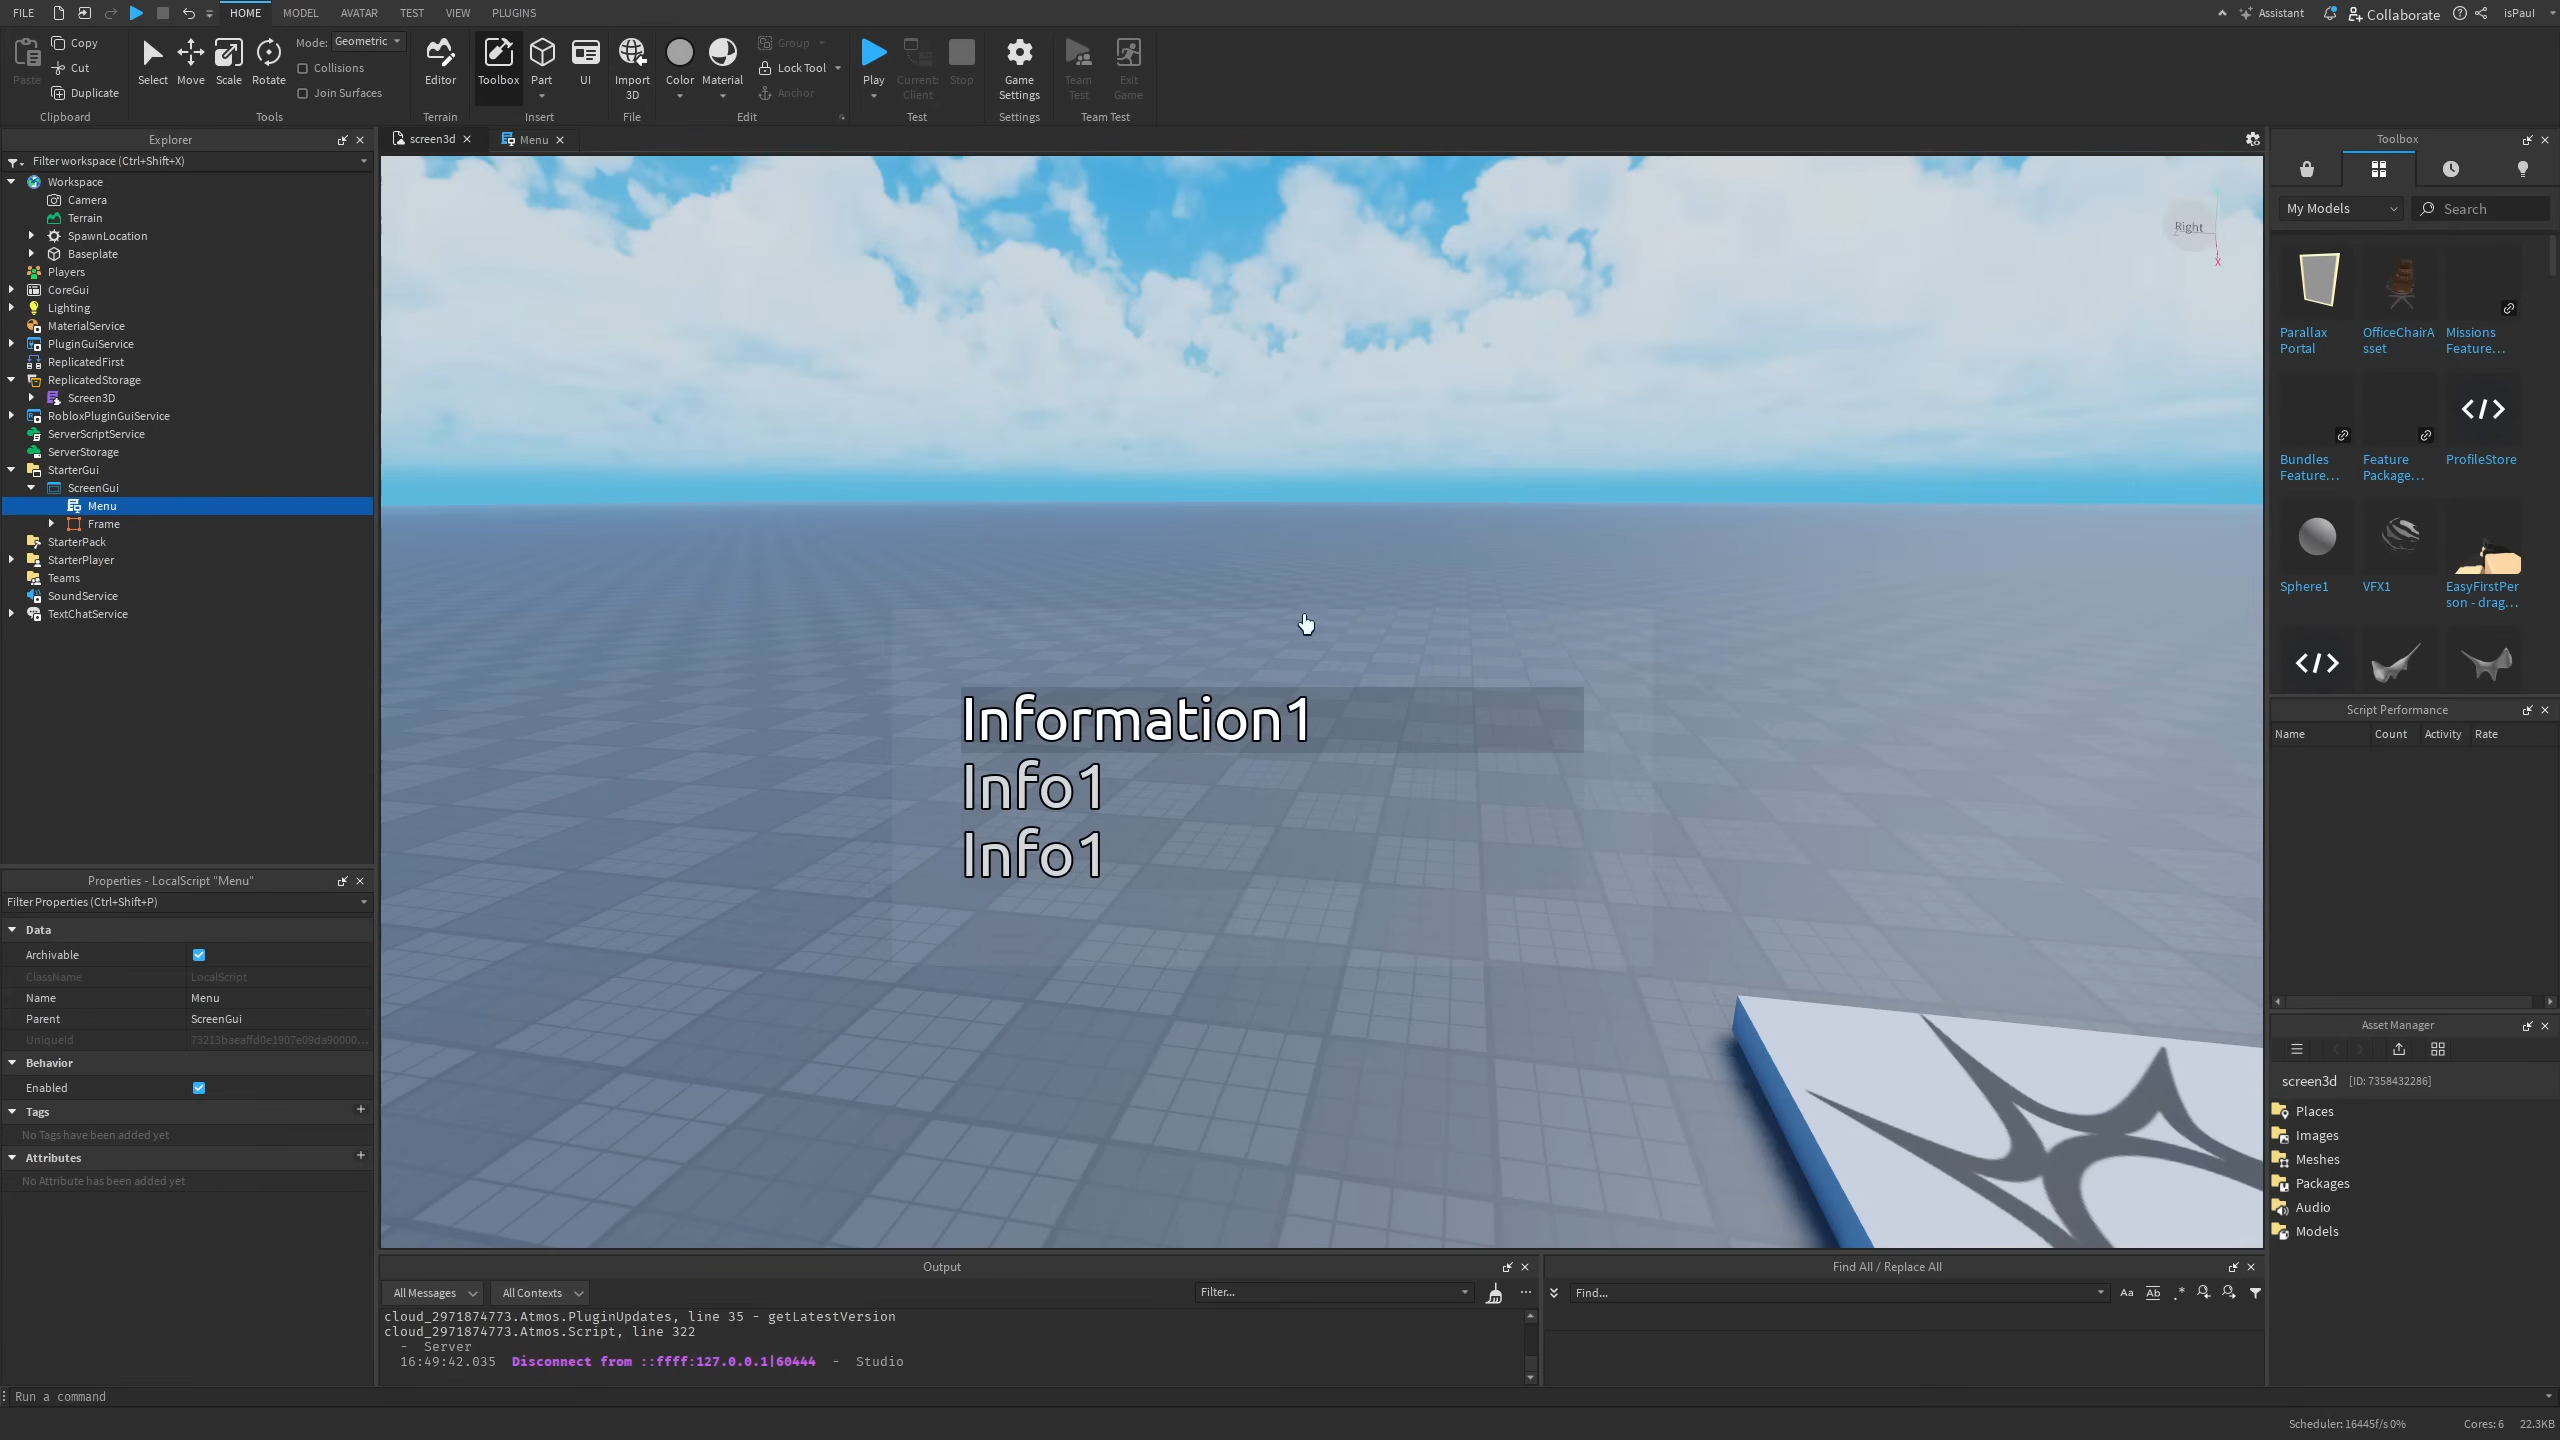 FILE HOME MODEL AVATAR TEST VIEW PLUGINS Assistant Collaborate isPaul
Paste Copy Cut Duplicate Clipboard
Select Move Scale Rotate Mode: Geometric Collisions Join Surfaces Tools
Editor Terrain
Toolbox Part UI Insert
Import 3D File
Color Material Group Lock Tool Anchor Edit
Play Current: Client Stop Test
Game Settings Settings
Team Test Exit Game Team Test
Explorer
Filter workspace (Ctrl+Shift+X)
Workspace
Camera
Terrain
SpawnLocation
Baseplate
Players
CoreGui
Lighting
MaterialService
PluginGuiService
ReplicatedFirst
ReplicatedStorage
Screen3D
RobloxPluginGuiService
ServerScriptService
ServerStorage
StarterGui
ScreenGui
Menu
Frame
StarterPack
StarterPlayer
Teams
SoundService
TextChatService
Properties - LocalScript "Menu"
Filter Properties (Ctrl+Shift+P)
Data
Archivable
ClassName LocalScript
Name Menu
Parent ScreenGui
UniqueId 73213baeaffd0e1907e09da90000...
Behavior
Enabled
Tags
No Tags have been added yet
Attributes
No Attribute has been added yet
screen3d Menu
Right
X
Information1
Info1
Info1
Output
All Messages All Contexts Filter...
cloud_2971874773.Atmos.PluginUpdates, line 35 - getLatestVersion
cloud_2971874773.Atmos.Script, line 322
- Server
16:49:42.035 Disconnect from ::ffff:127.0.0.1|60444 - Studio
Find All / Replace All
Find...
Aa Ab .*
Toolbox
My Models Search
Parallax Portal
OfficeChairAsset
Missions Feature...
Bundles Feature...
Feature Package...
ProfileStore
Sphere1
VFX1
EasyFirstPerson - drag...
Script Performance
Name Count Activity Rate
Asset Manager
screen3d [ID: 7358432286]
Places
Images
Meshes
Packages
Audio
Models
Run a command
Scheduler: 16445f/s 0% Cores: 6 22.3KB